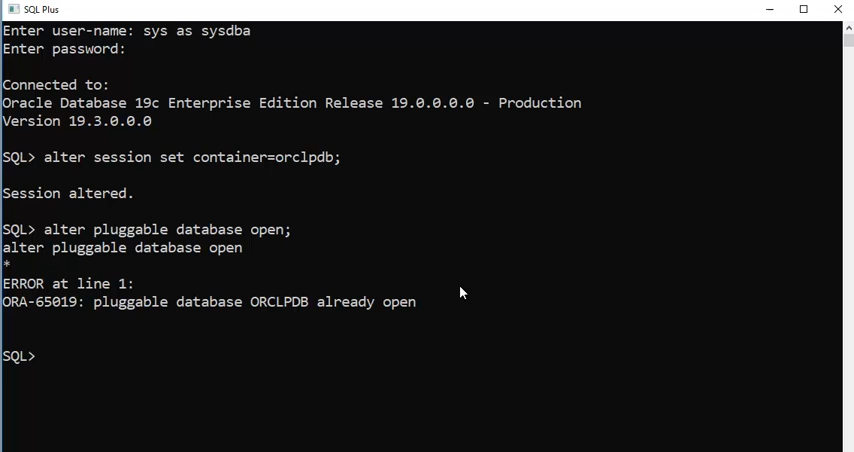 SQL Plus
Enter user-name: sys as sysdba
Enter password:
Connected to:
Oracle Database 19c Enterprise Edition Release 19.0.0.0.0 - Production
Version 19.3.0.0.0
SQL> alter session set container=orclpdb;
Session altered.
SQL> alter pluggable database open;
alter pluggable database open
*
ERROR at line 1:
ORA-65019: pluggable database ORCLPDB already open
SQL>